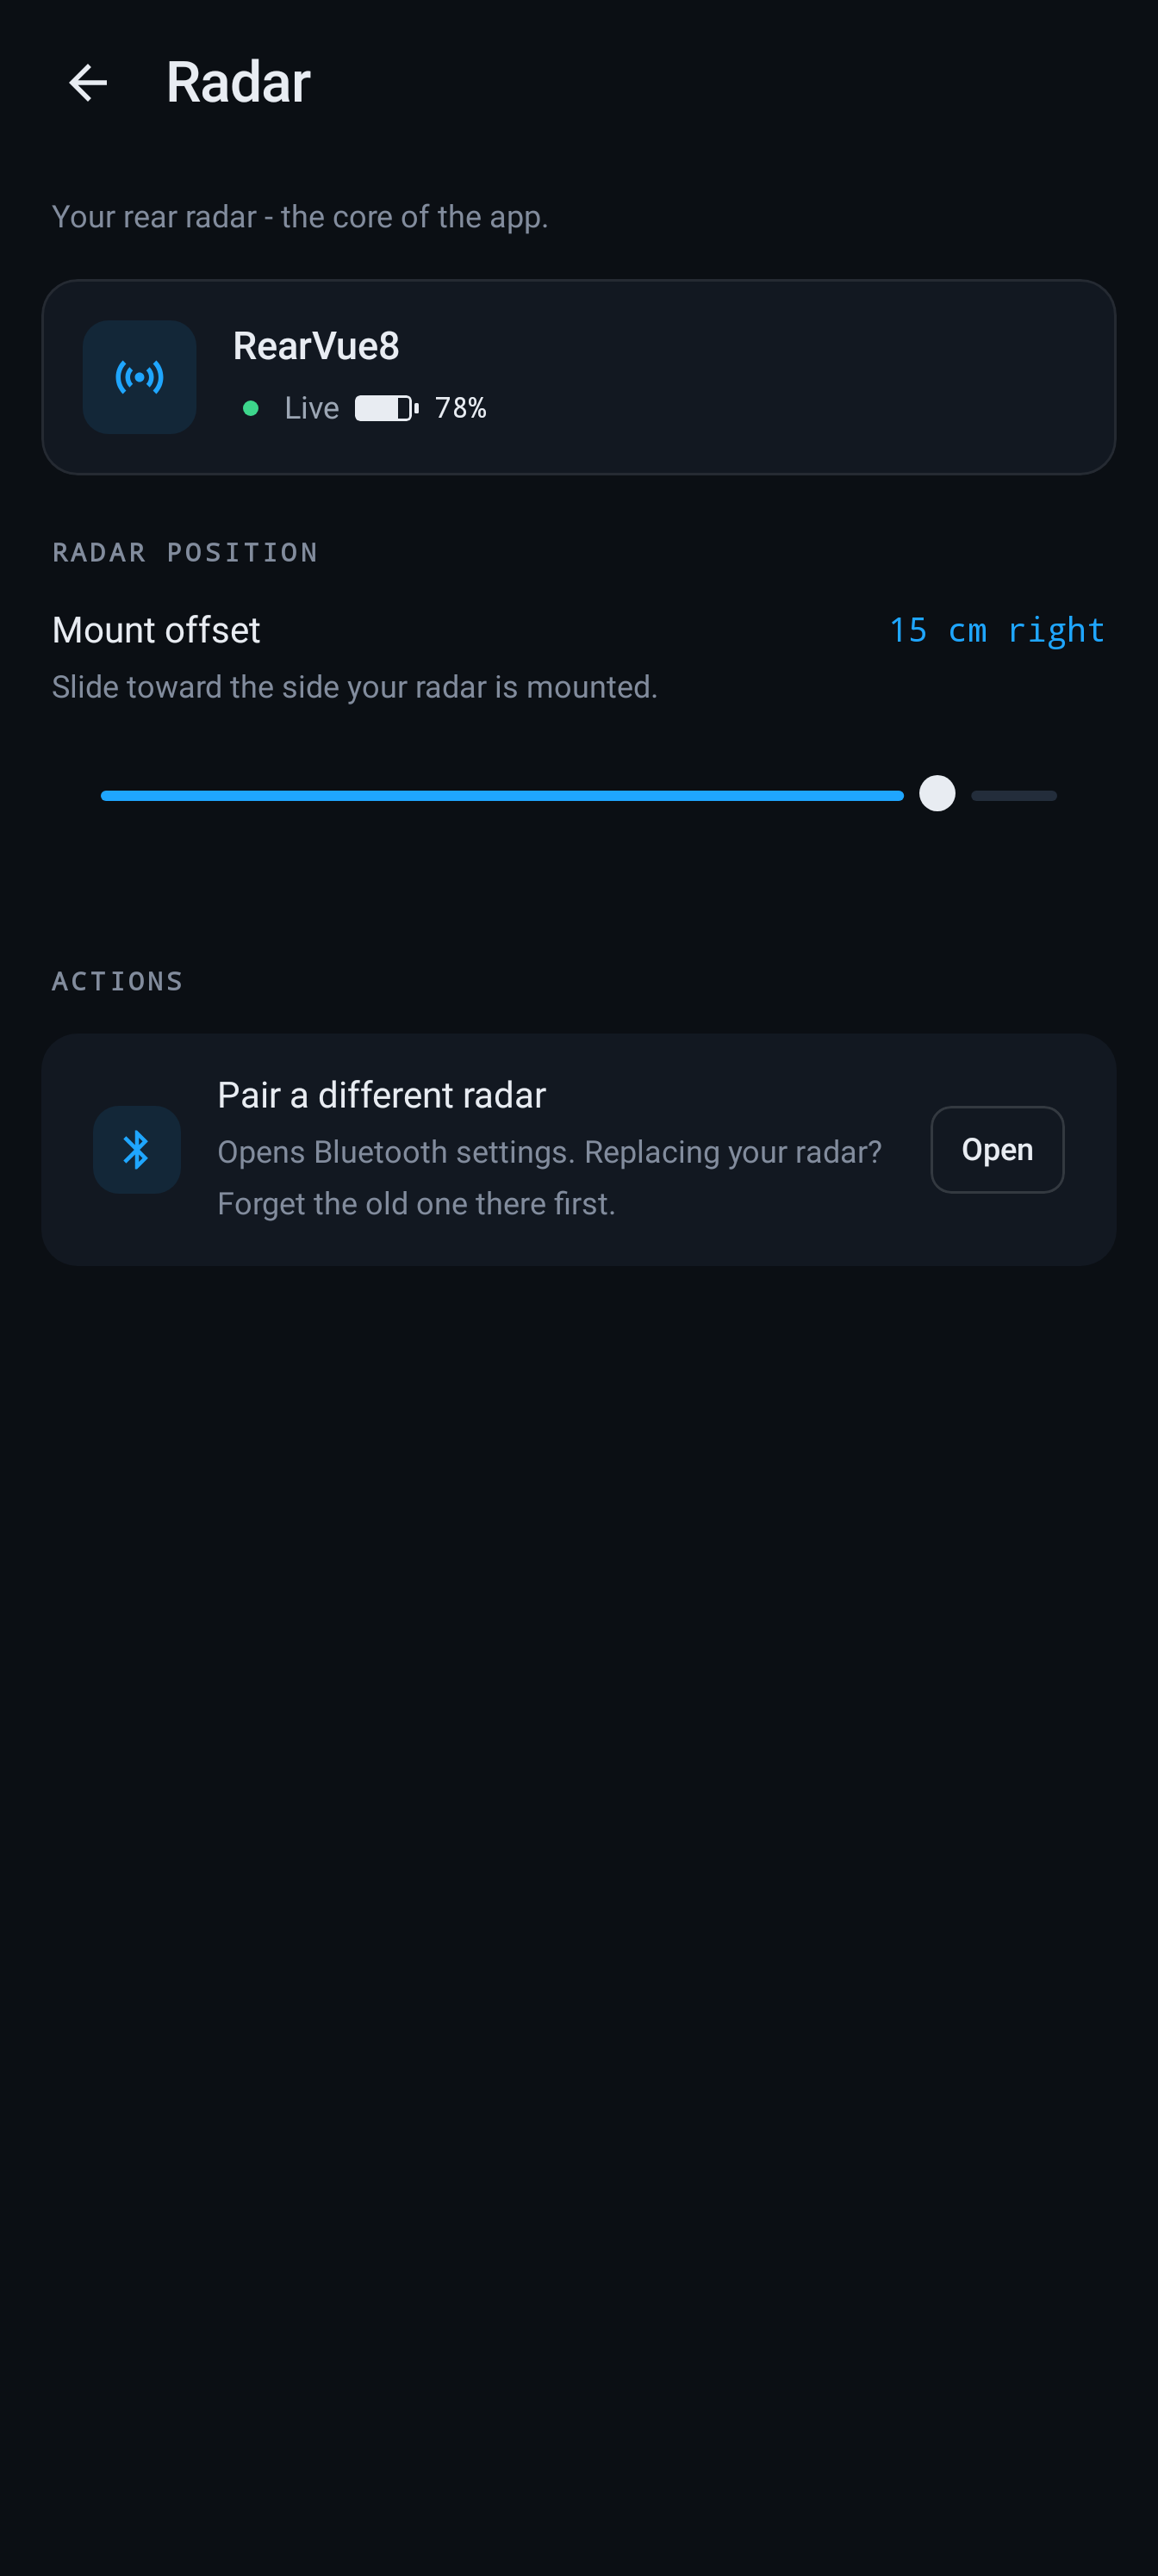 Radar
Your rear radar - the core of the app.
RearVue8
Live 78%
RADAR POSITION
Mount offset 15 cm right
Slide toward the side your radar is mounted.
ACTIONS
Pair a different radar
Opens Bluetooth settings. Replacing your radar?
Forget the old one there first.
Open